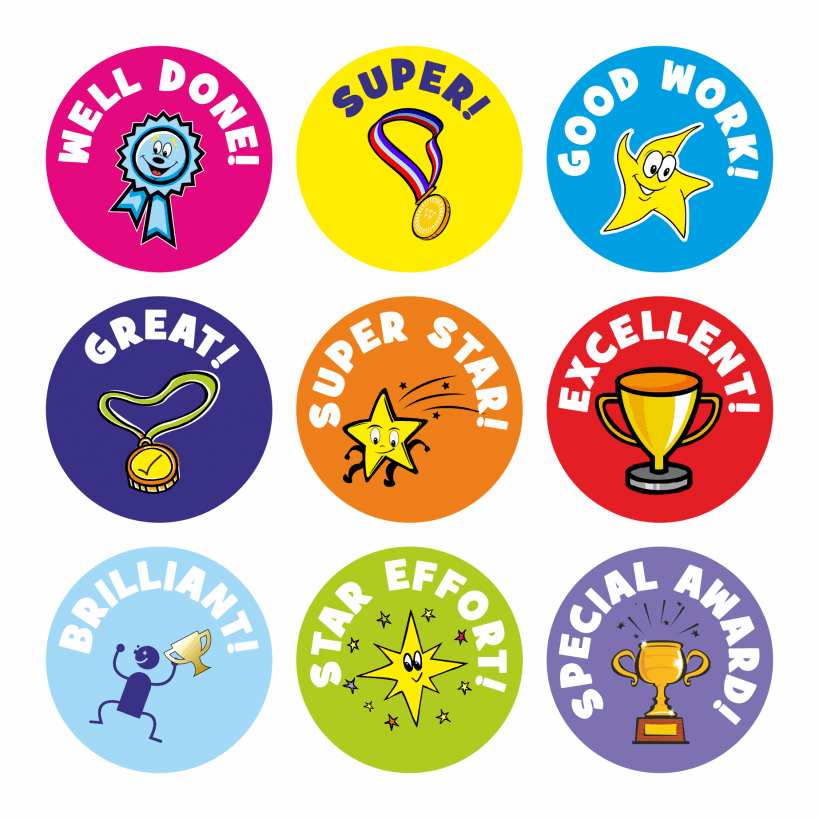 WELL DONE!
SUPER!
GOOD WORK!
GREAT!
SUPER STAR!
EXCELLENT!
BRILLIANT!
STAR EFFORT!
SPECIAL AWARD!